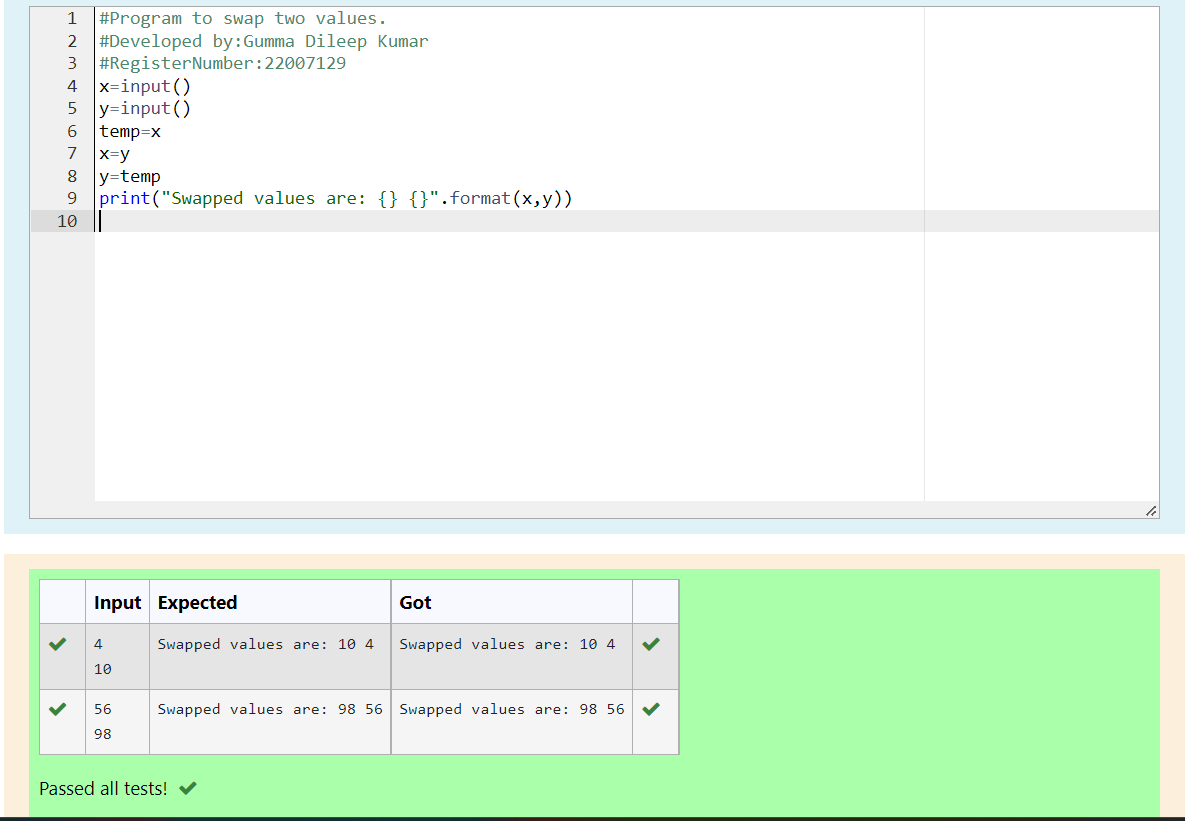 1 #Program to swap two values.
2 #Developed by:Gumma Dileep Kumar
3 #RegisterNumber:22007129
4 x=input()
5 y=input()
6 temp=x
7 x=y
8 y=temp
9 print("Swapped values are: {} {}".format(x,y))
10
Input Expected Got
4 Swapped values are: 10 4 Swapped values are: 10 4
10
56 Swapped values are: 98 56 Swapped values are: 98 56
98
Passed all tests!